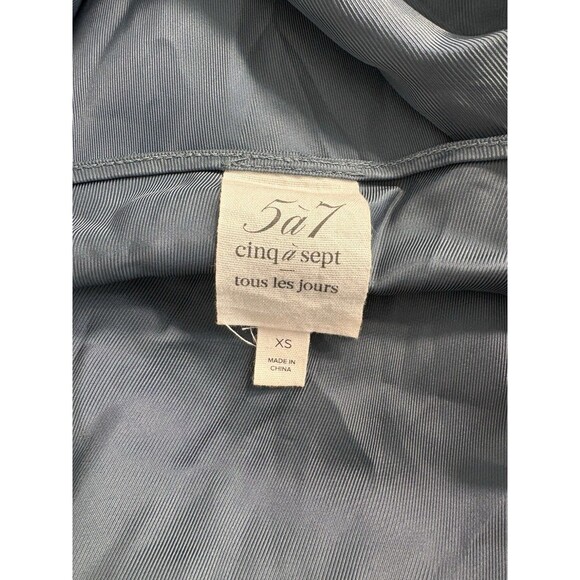 5à7
cinq à sept
tous les jours
XS
MADE IN
CHINA